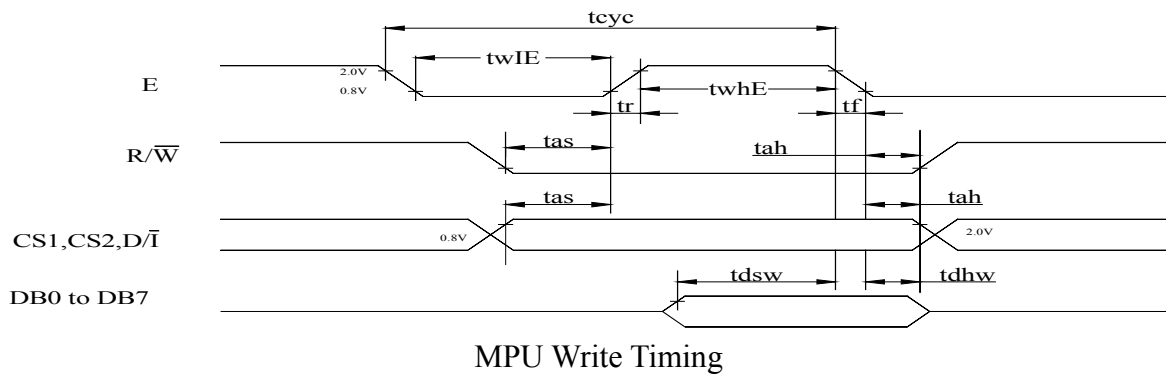 tcyc
twIE
2.0V
E
0.8V
twhE
tr
tf
R/W̅
tas
tah
tas
tah
CS1,CS2,D/I̅
0.8V
2.0V
tdsw
tdhw
DB0 to DB7
MPU Write Timing